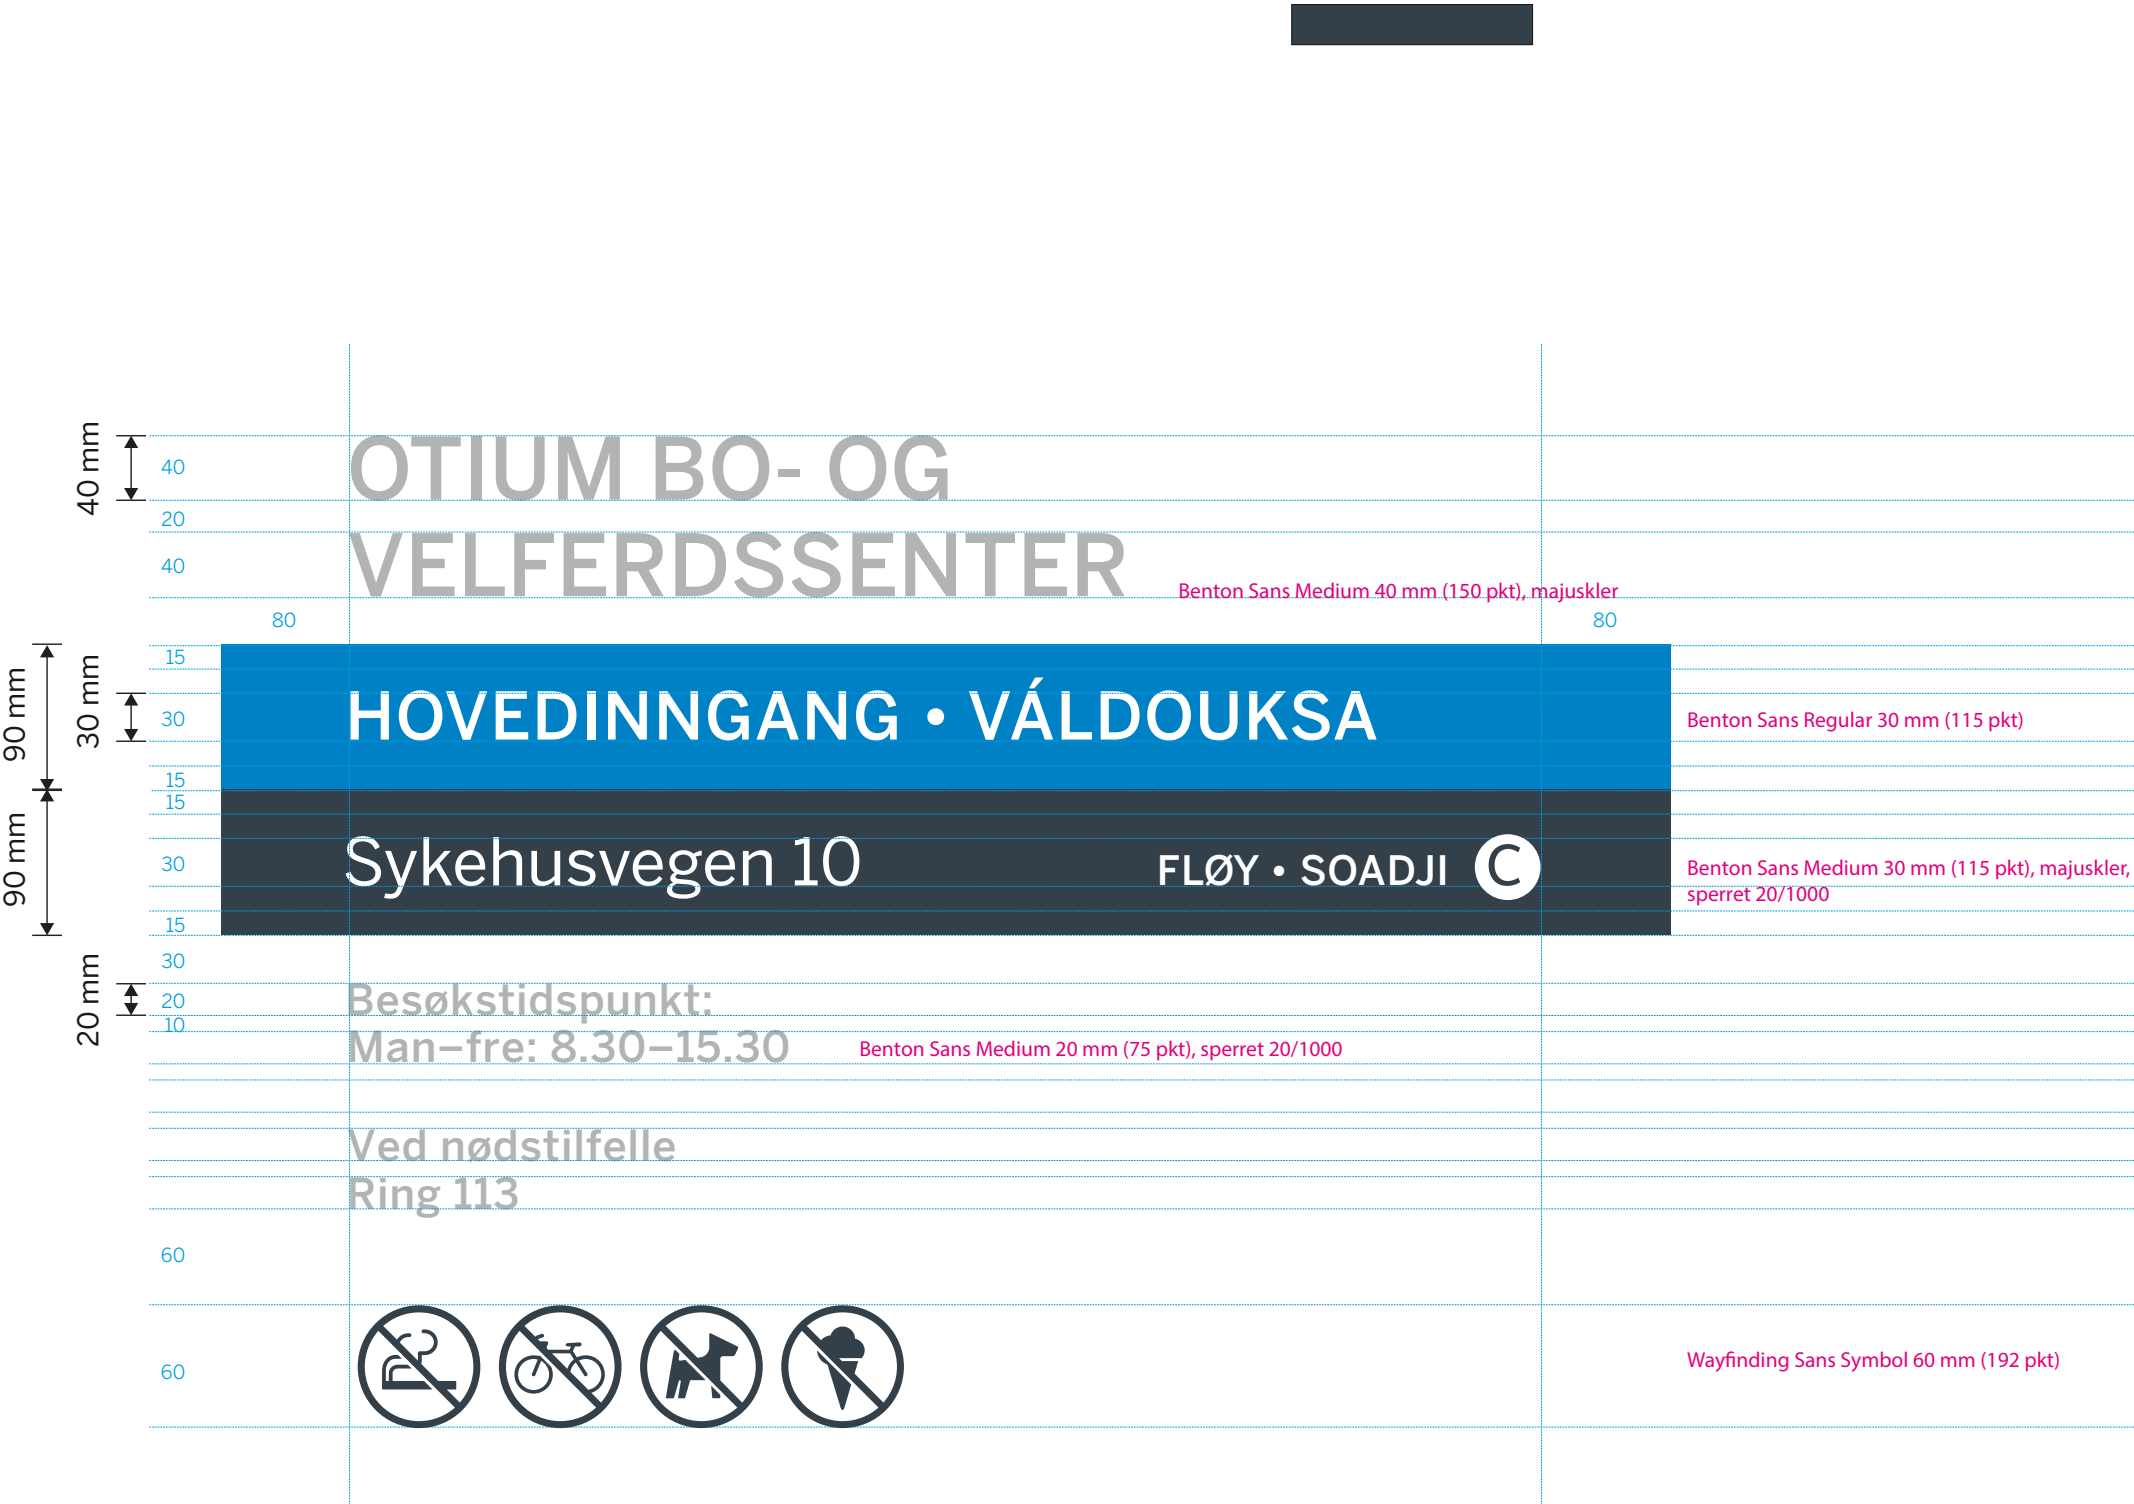 40 mm
40
OTIUM BO- OG
20
40
VELFERDSSENTER
Benton Sans Medium 40 mm (150 pkt), majuskler
80
80
15
90 mm
30 mm
30
HOVEDINNGANG • VÁLDOUKSA
Benton Sans Regular 30 mm (115 pkt)
15
15
90 mm
30
Sykehusvegen 10
FLØY • SOADJI C
Benton Sans Medium 30 mm (115 pkt), majuskler,
sperret 20/1000
15
30
20 mm
20
Besøkstidspunkt:
10
Man–fre: 8.30–15.30
Benton Sans Medium 20 mm (75 pkt), sperret 20/1000
Ved nødstilfelle
Ring 113
60
60
Wayfinding Sans Symbol 60 mm (192 pkt)